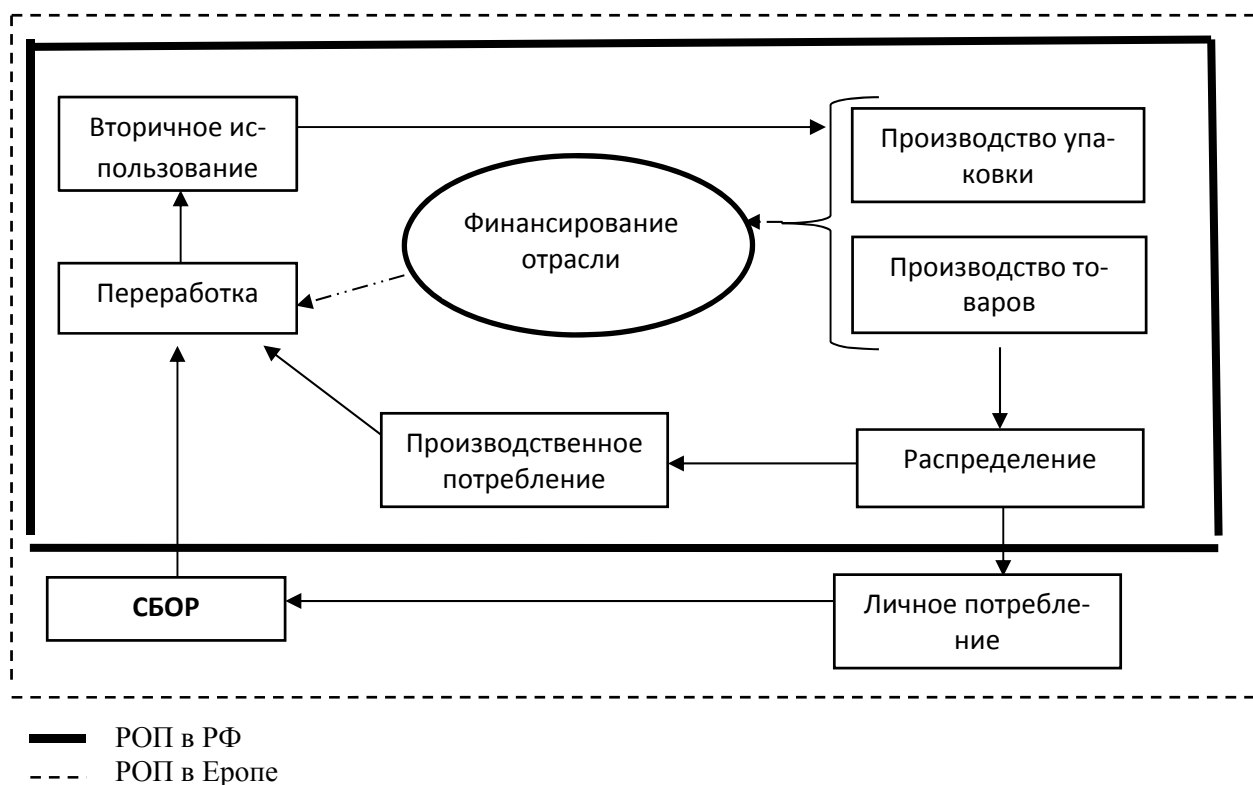 Вторичное ис-
пользование
Производство упа-
ковки
Финансирование
отрасли
Производство то-
варов
Переработка
Производственное
потребление
Распределение
СБОР
Личное потребле-
ние
РОП в РФ
РОП в Еропе